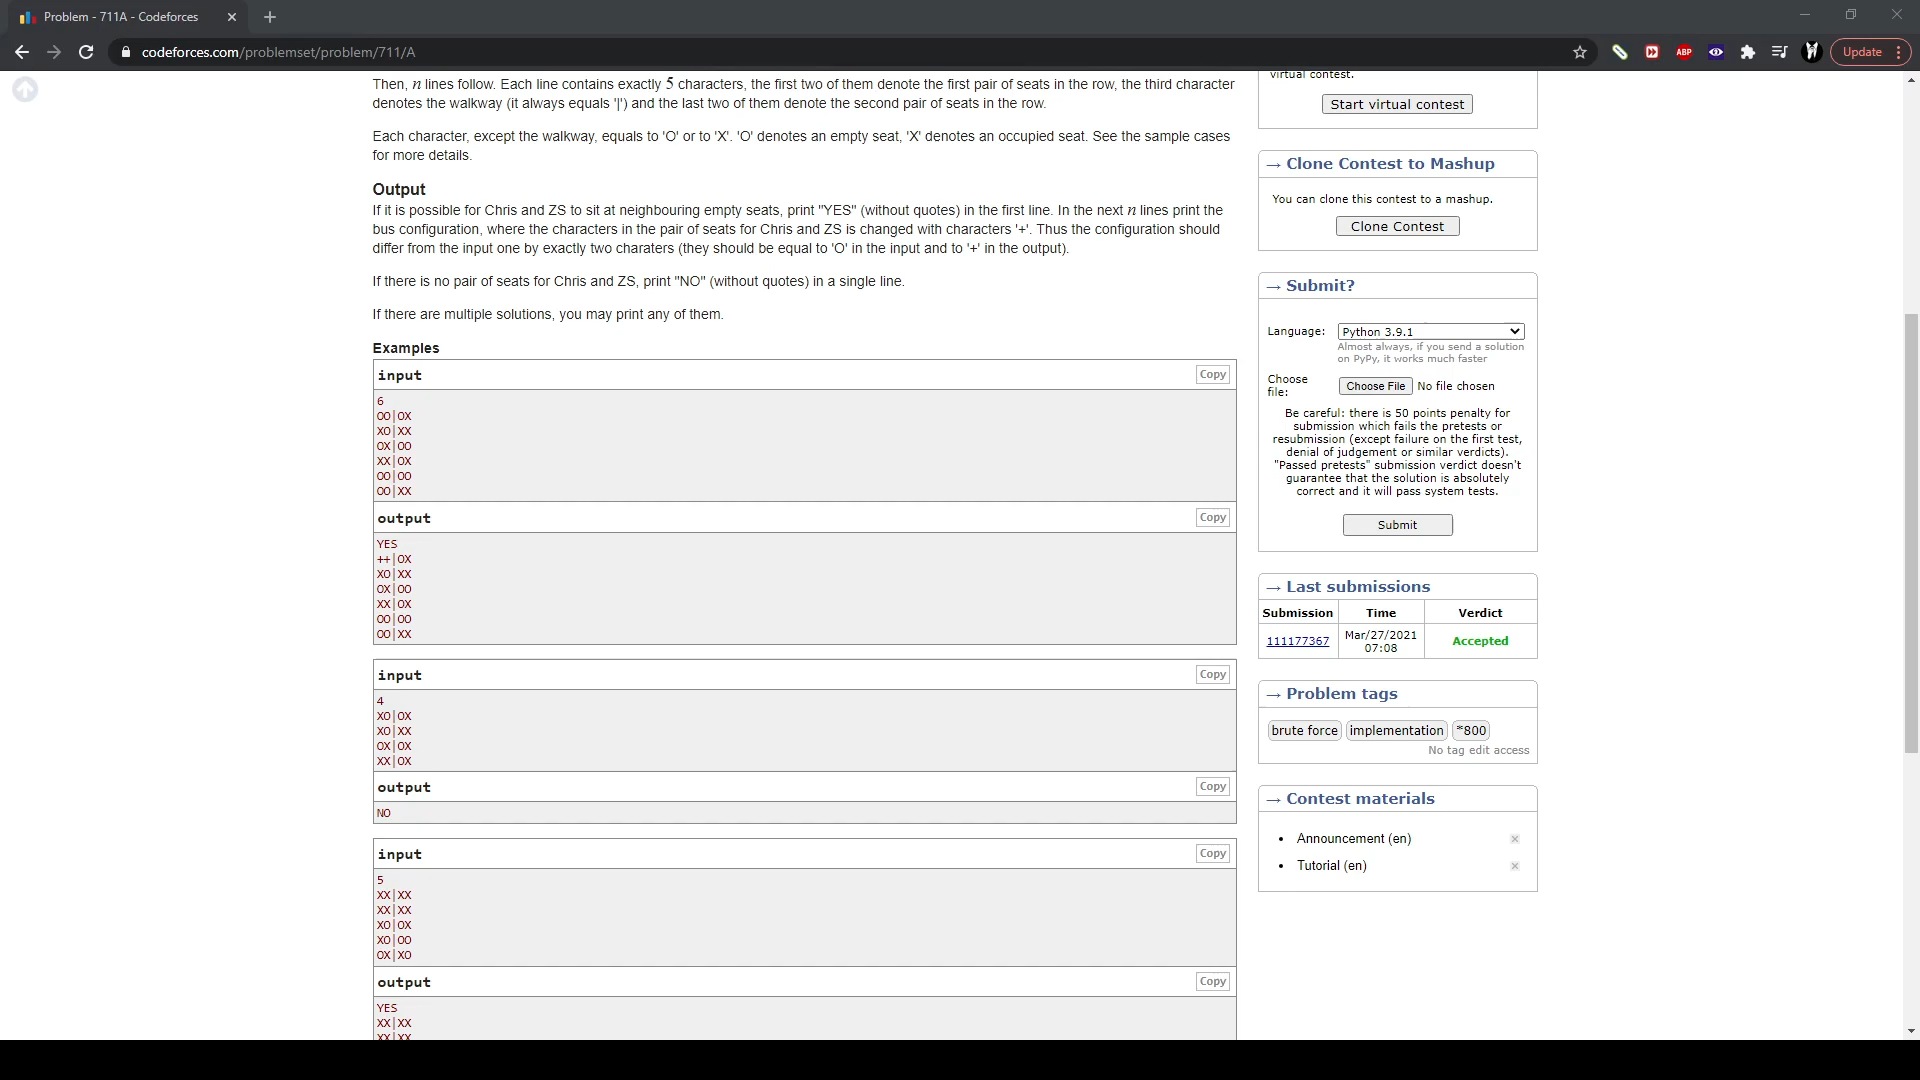 Problem - 711A - Codeforces
codeforces.com/problemset/problem/711/A
ABP
Update
Then, n lines follow. Each line contains exactly 5 characters, the first two of them denote the first pair of seats in the row, the third character
denotes the walkway (it always equals '|') and the last two of them denote the second pair of seats in the row.
Each character, except the walkway, equals to 'O' or to 'X'. 'O' denotes an empty seat, 'X' denotes an occupied seat. See the sample cases
for more details.
Output
If it is possible for Chris and ZS to sit at neighbouring empty seats, print "YES" (without quotes) in the first line. In the next n lines print the
bus configuration, where the characters in the pair of seats for Chris and ZS is changed with characters '+'. Thus the configuration should
differ from the input one by exactly two charaters (they should be equal to 'O' in the input and to '+' in the output).
If there is no pair of seats for Chris and ZS, print "NO" (without quotes) in a single line.
If there are multiple solutions, you may print any of them.
Examples
input
Copy
6
OO|OX
XO|XX
OX|OO
XX|OX
OO|OO
OO|XX
output
Copy
YES
++|OX
XO|XX
OX|OO
XX|OX
OO|OO
OO|XX
input
Copy
4
XO|OX
XO|XX
OX|OX
XX|OX
output
Copy
NO
input
Copy
5
XX|XX
XX|XX
XO|OX
XO|OO
OX|XO
output
Copy
YES
XX|XX
XX|XX
virtual contest.
Start virtual contest
→ Clone Contest to Mashup
You can clone this contest to a mashup.
Clone Contest
→ Submit?
Language: Python 3.9.1
Almost always, if you send a solution
on PyPy, it works much faster
Choose
file:
Choose File No file chosen
Be careful: there is 50 points penalty for
submission which fails the pretests or
resubmission (except failure on the first test,
denial of judgement or similar verdicts).
"Passed pretests" submission verdict doesn't
guarantee that the solution is absolutely
correct and it will pass system tests.
Submit
→ Last submissions
Submission Time Verdict
111177367 Mar/27/2021 Accepted
07:08
→ Problem tags
brute force implementation *800
No tag edit access
→ Contest materials
Announcement (en)
Tutorial (en)